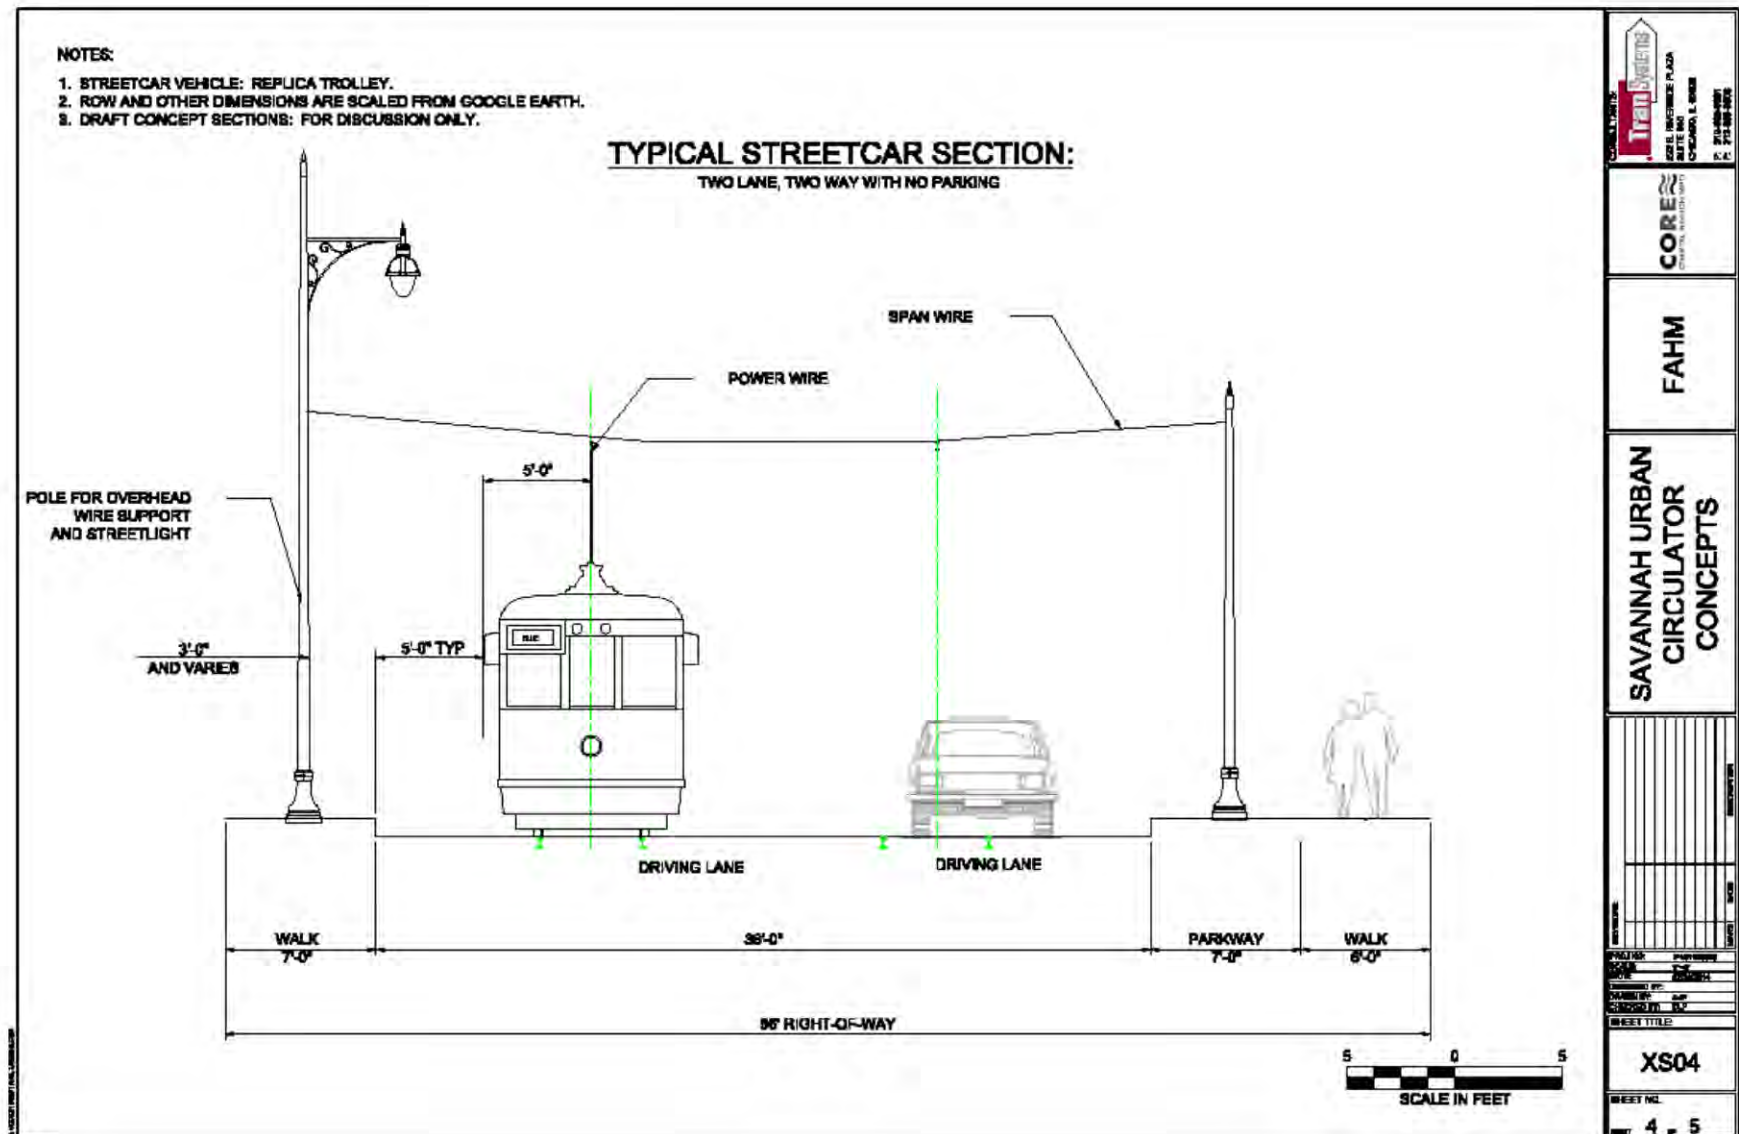 NOTES:
1. STREETCAR VEHICLE: REPLICA TROLLEY.
2. ROW AND OTHER DIMENSIONS ARE SCALED FROM GOOGLE EARTH.
3. DRAFT CONCEPT SECTIONS: FOR DISCUSSION ONLY.
TYPICAL STREETCAR SECTION:
TWO LANE, TWO WAY WITH NO PARKING
SPAN WIRE
POWER WIRE
5'-0"
POLE FOR OVERHEAD
WIRE SUPPORT
AND STREETLIGHT
3'-0"
AND VARIES
5'-0" TYP
DRIVING LANE
DRIVING LANE
WALK
7'-0"
PARKWAY
7'-0"
WALK
6'-0"
RIGHT-OF-WAY
5 0 5
SCALE IN FEET
TranSystems
CORE
FAHM
SAVANNAH URBAN
CIRCULATOR
CONCEPTS
SHEET TITLE:
XS04
SHEET NO.
4 5